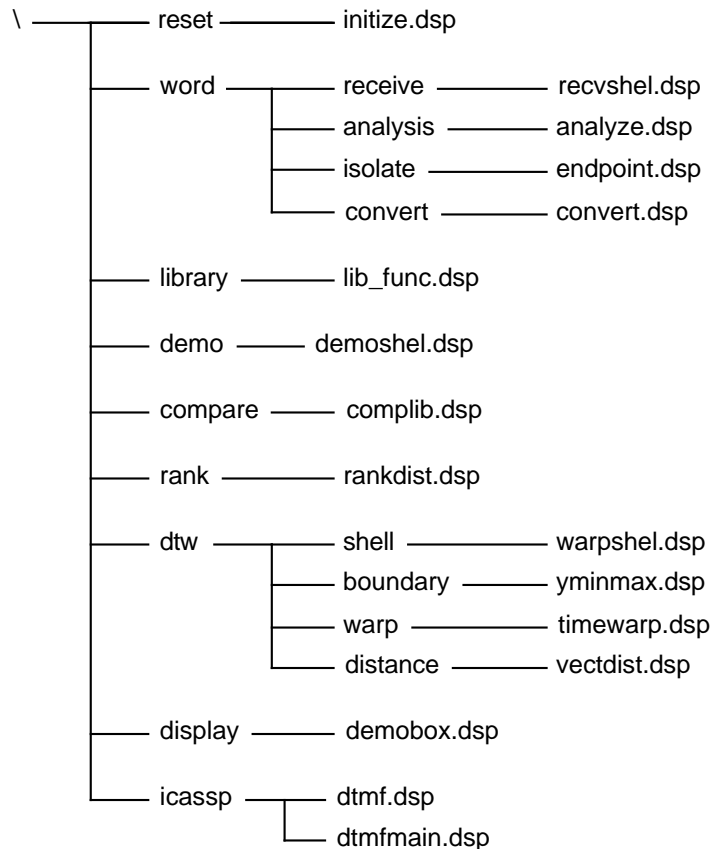 \ reset initize.dsp
word receive recvshel.dsp
analysis analyze.dsp
isolate endpoint.dsp
convert convert.dsp
library lib_func.dsp
demo demoshel.dsp
compare complib.dsp
rank rankdist.dsp
dtw shell warpshel.dsp
boundary yminmax.dsp
warp timewarp.dsp
distance vectdist.dsp
display demobox.dsp
icassp dtmf.dsp
dtmfmain.dsp